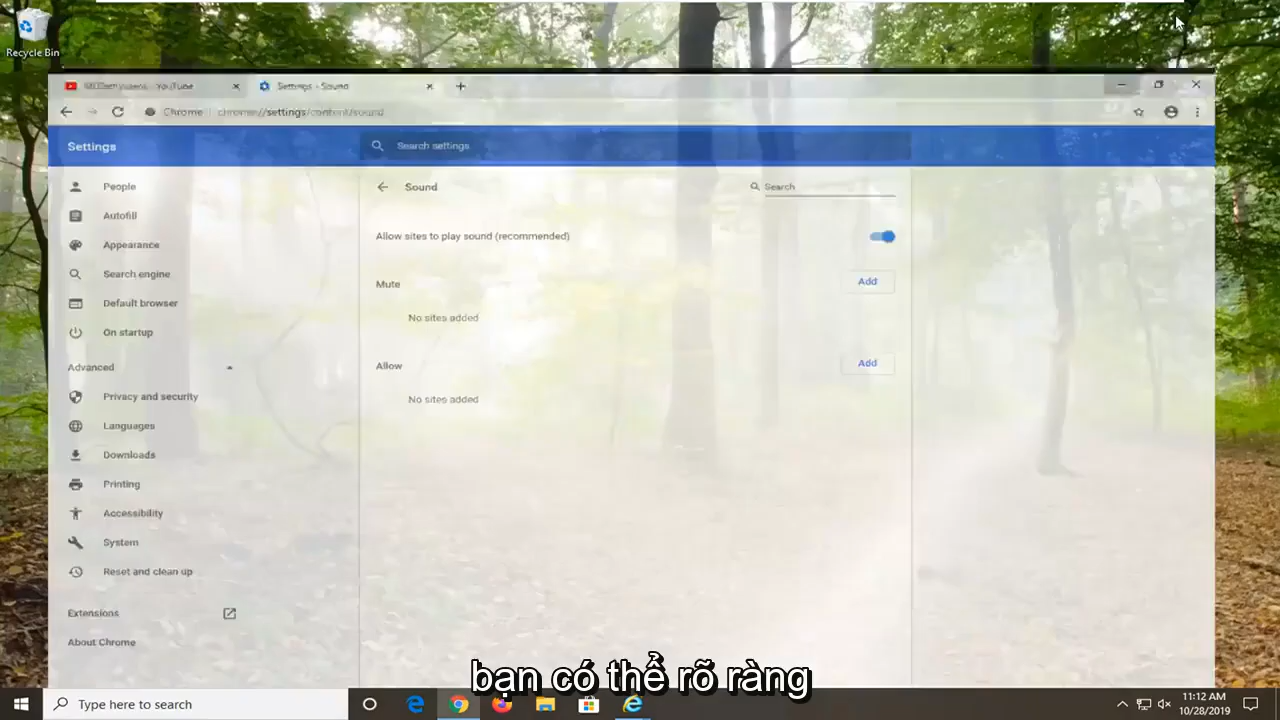 Recycle Bin
YouTube
Settings - Sound
Chrome
chrome://settings/content/sound
Settings
Search settings
People
Autofill
Appearance
Search engine
Default browser
On startup
Advanced
Privacy and security
Languages
Downloads
Printing
Accessibility
System
Reset and clean up
Extensions
About Chrome
Sound
Search
Allow sites to play sound (recommended)
Mute
Add
No sites added
Allow
Add
No sites added
bạn có thể rõ ràng
Type here to search
11:12 AM
10/28/2019